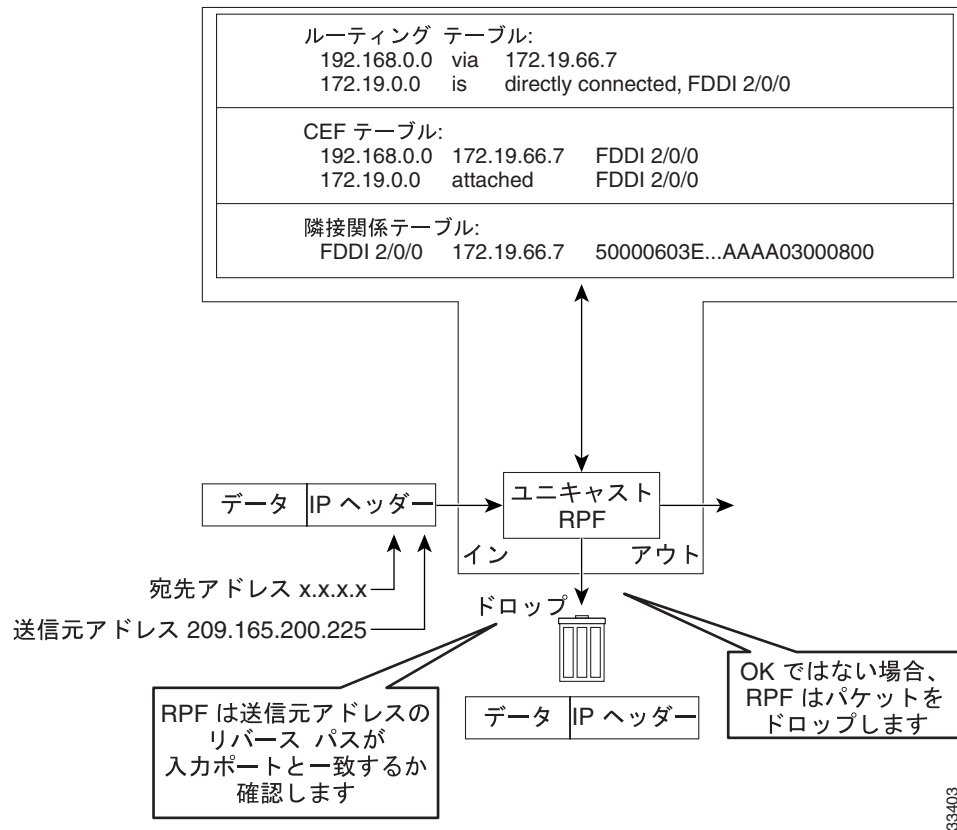 ルーティング テーブル:
192.168.0.0 via 172.19.66.7
172.19.0.0 is directly connected, FDDI 2/0/0
CEF テーブル:
192.168.0.0 172.19.66.7 FDDI 2/0/0
172.19.0.0 attached FDDI 2/0/0
隣接関係テーブル:
FDDI 2/0/0 172.19.66.7 50000603E...AAAA03000800
データ IP ヘッダー
ユニキャスト
RPF
イン アウト
宛先アドレス x.x.x.x
送信元アドレス 209.165.200.225
ドロップ
RPF は送信元アドレスの
リバース パスが
入力ポートと一致するか
確認します
データ IP ヘッダー
OK ではない場合、
RPF はパケットを
ドロップします
33403